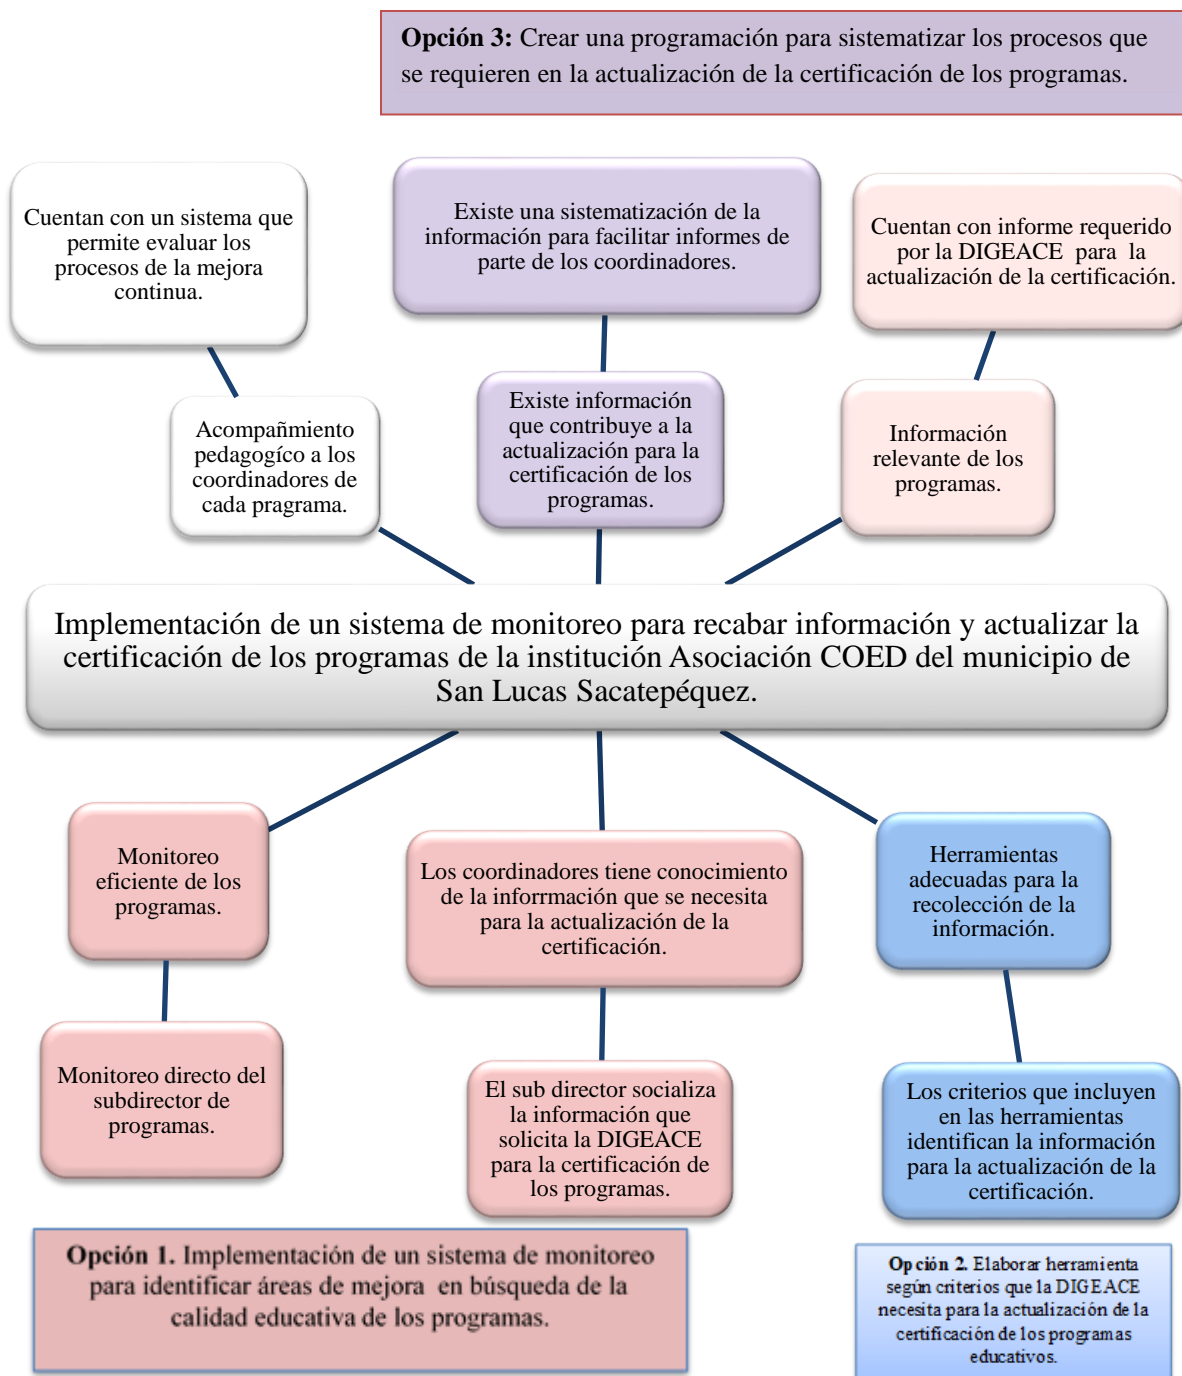 Opción 3: Crear una programación para sistematizar los procesos que
se requieren en la actualización de la certificación de los programas.
Cuentan con un sistema que
permite evaluar los
procesos de la mejora
continua.
Existe una sistematización de la
información para facilitar informes de
parte de los coordinadores.
Cuentan con informe requerido
por la DIGEACE para la
actualización de la certificación.
Acompañmiento
pedagogíco a los
coordinadores de
cada pragrama.
Existe información
que contribuye a la
actualización para la
certificación de los
programas.
Información
relevante de los
programas.
Implementación de un sistema de monitoreo para recabar información y actualizar la
certificación de los programas de la institución Asociación COED del municipio de
San Lucas Sacatepéquez.
Monitoreo
eficiente de los
programas.
Los coordinadores tiene conocimiento
de la inforrmación que se necesita
para la actualización de la
certificación.
Herramientas
adecuadas para la
recolección de la
información.
Monitoreo directo del
subdirector de
programas.
El sub director socializa
la información que
solicita la DIGEACE
para la certificación de
los programas.
Los criterios que incluyen
en las herramientas
identifican la información
para la actualización de la
certificación.
Opción 1. Implementación de un sistema de monitoreo
para identificar áreas de mejora en búsqueda de la
calidad educativa de los programas.
Opción 2. Elaborar herramienta
según criterios que la DIGEACE
necesita para la actualización de la
certificación de los programas
educativos.